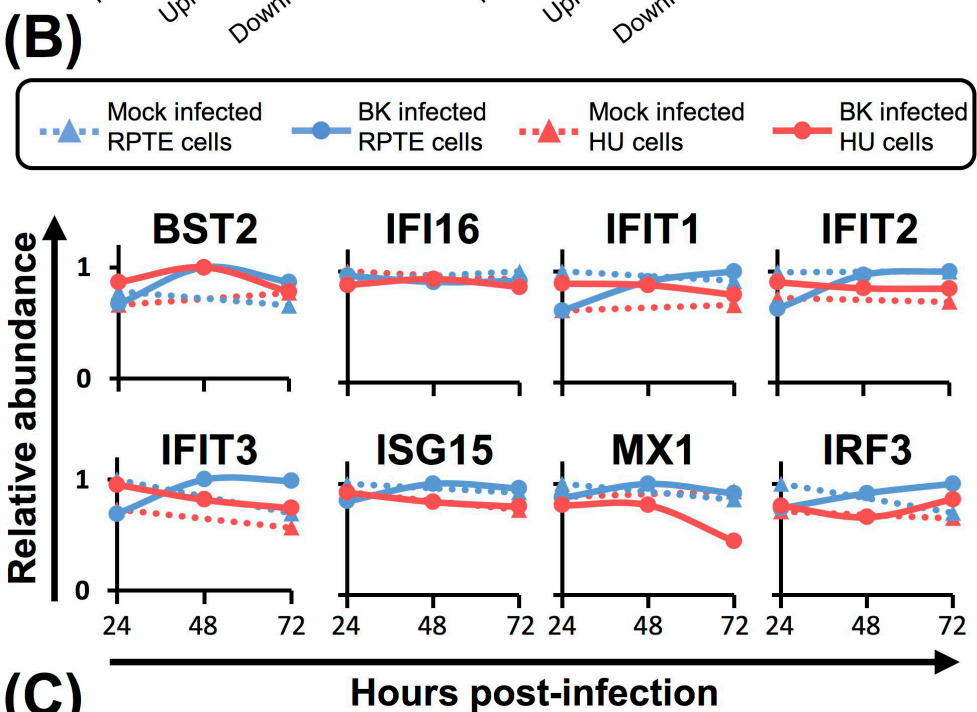 (B)
Mock infected
RPTE cells
BK infected
RPTE cells
Mock infected
HU cells
BK infected
HU cells
Relative abundance
BST2
IFI16
IFIT1
IFIT2
1
0
IFIT3
ISG15
MX1
IRF3
1
0
24 48 72 24 48 72 24 48 72 24 48 72
Hours post-infection
(C)